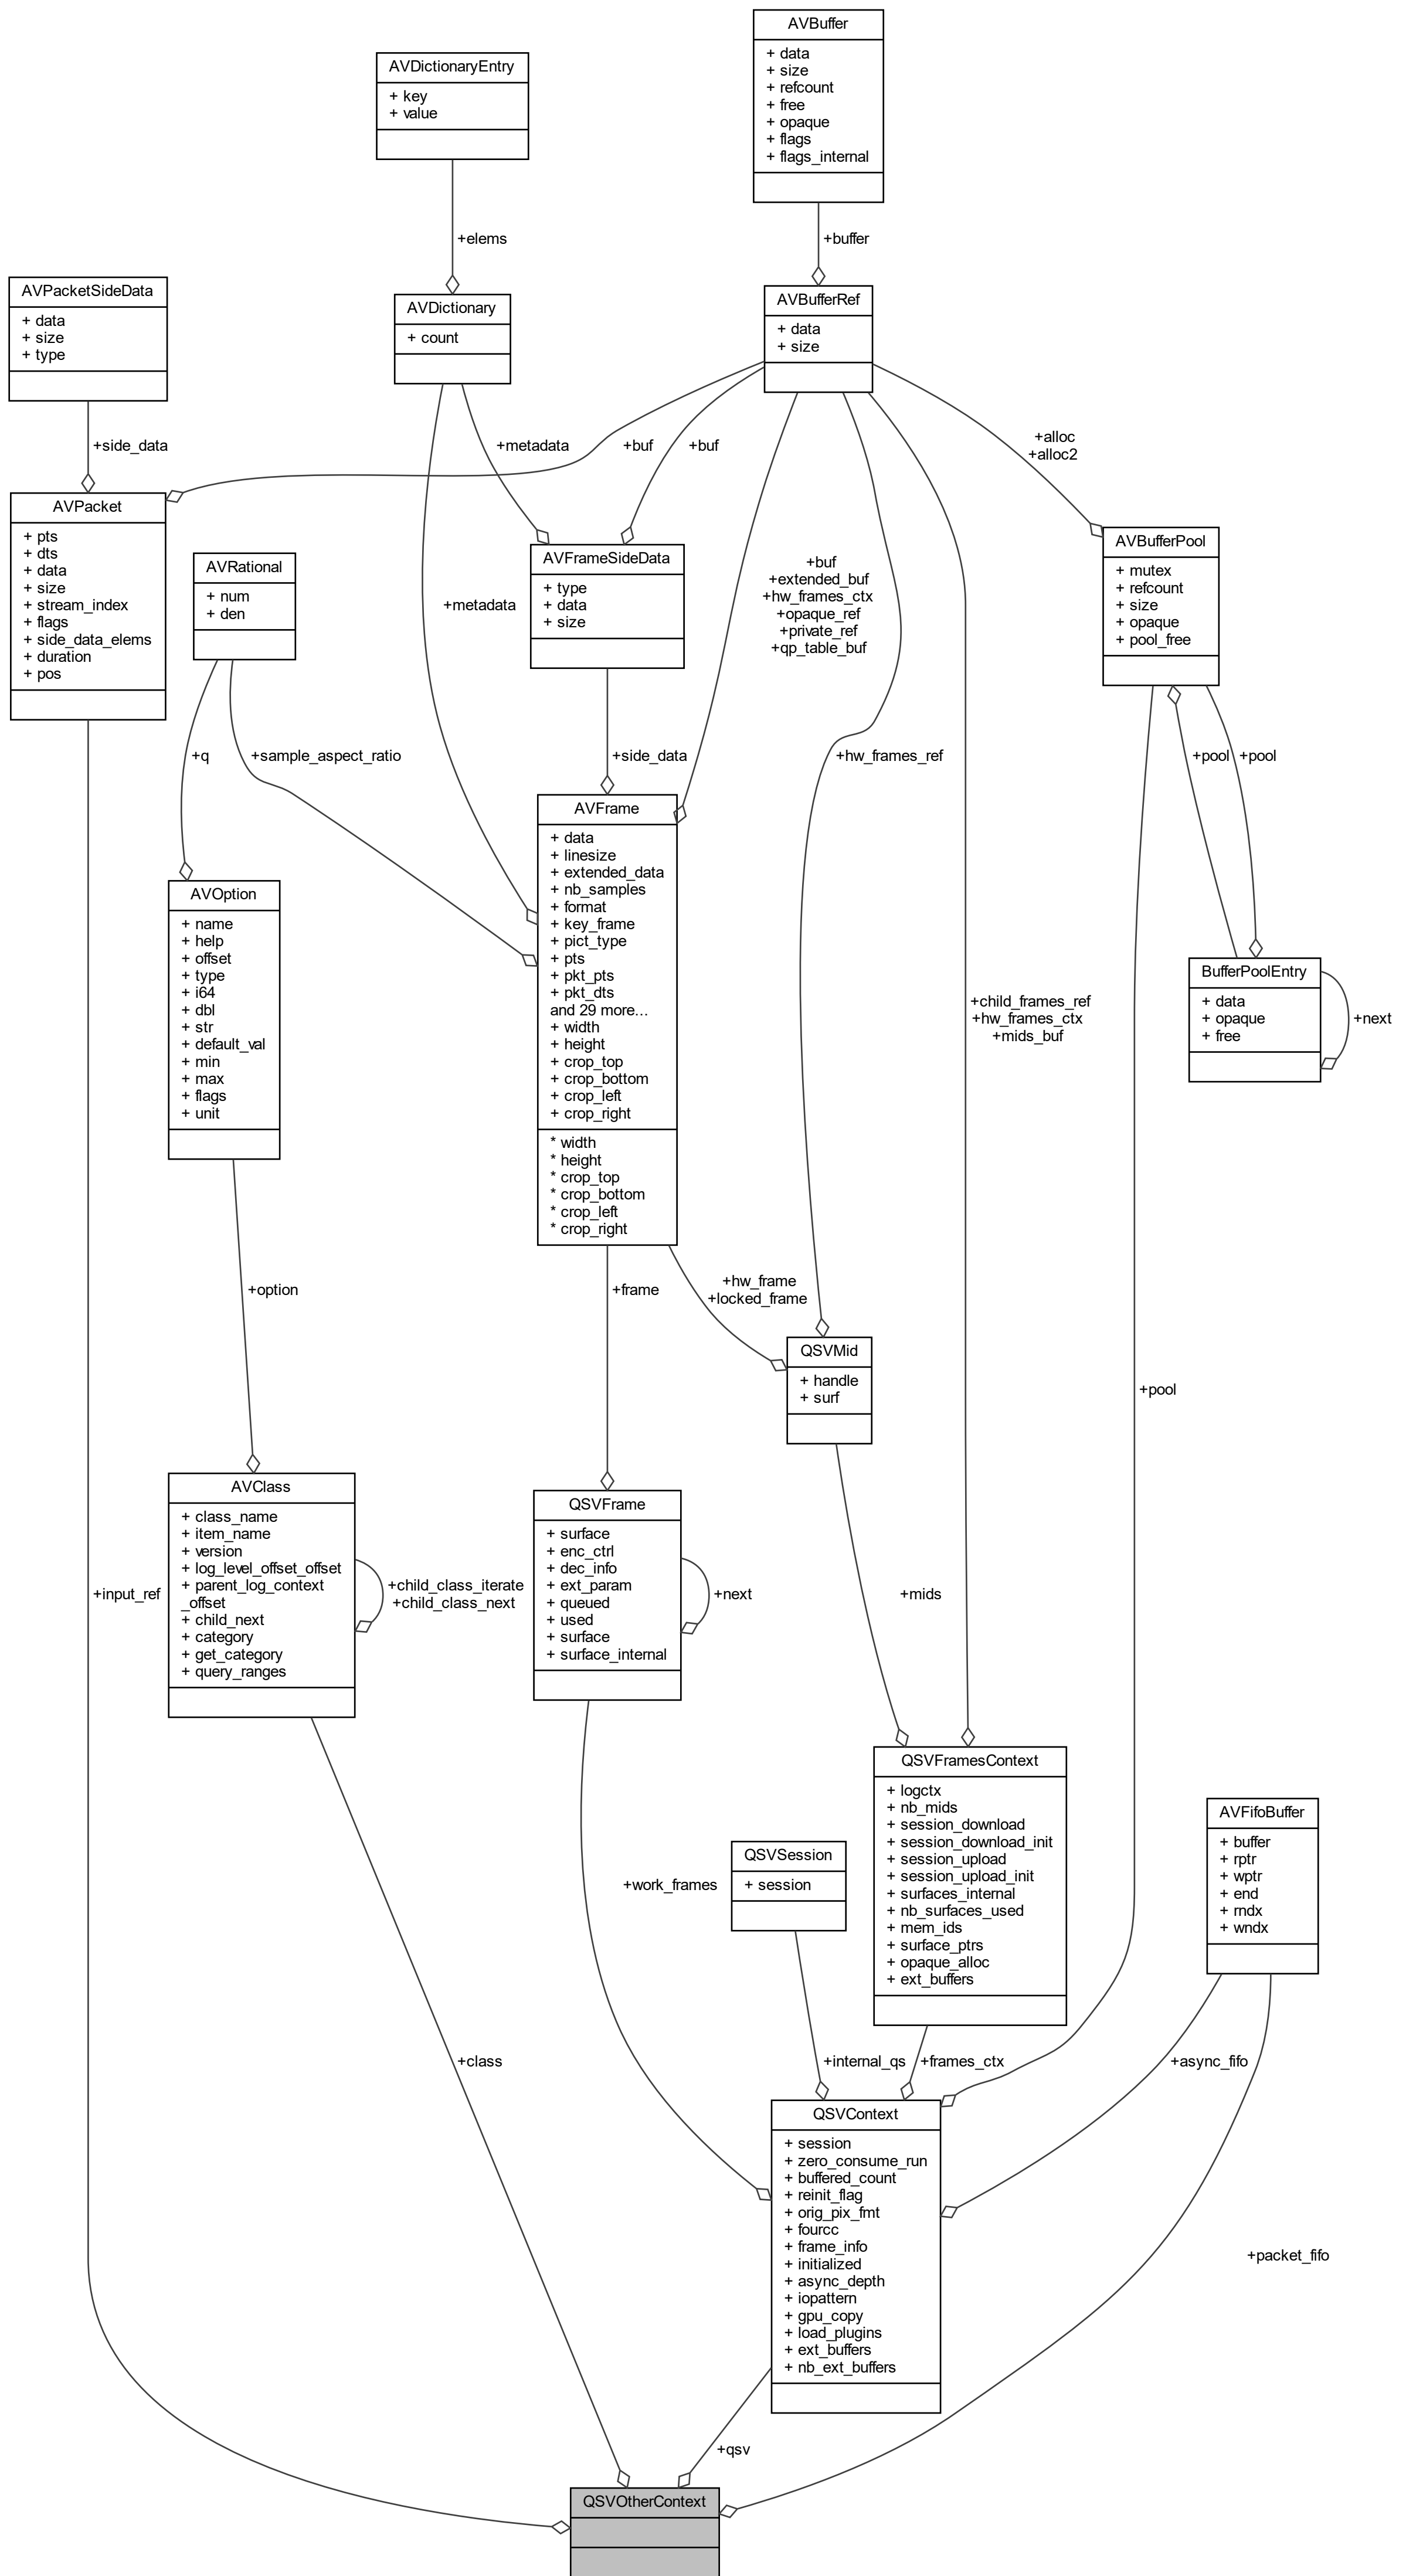 AVBuffer
+ data
+ size
+ refcount
+ free
+ opaque
+ flags
+ flags_internal
AVDictionaryEntry
+ key
+ value
+elems
+buffer
AVPacketSideData
+ data
+ size
+ type
AVDictionary
+ count
AVBufferRef
+ data
+ size
+side_data
+metadata
+buf
+buf
+alloc
+alloc2
AVPacket
+ pts
+ dts
+ data
+ size
+ stream_index
+ flags
+ side_data_elems
+ duration
+ pos
AVRational
+ num
+ den
+metadata
AVFrameSideData
+ type
+ data
+ size
+buf
+extended_buf
+hw_frames_ctx
+opaque_ref
+private_ref
+qp_table_buf
AVBufferPool
+ mutex
+ refcount
+ size
+ opaque
+ pool_free
+q
+sample_aspect_ratio
+side_data
+hw_frames_ref
+pool
+pool
AVOption
+ name
+ help
+ offset
+ type
+ i64
+ dbl
+ str
+ default_val
+ min
+ max
+ flags
+ unit
AVFrame
+ data
+ linesize
+ extended_data
+ nb_samples
+ format
+ key_frame
+ pict_type
+ pts
+ pkt_pts
+ pkt_dts
and 29 more...
+ width
+ height
+ crop_top
+ crop_bottom
+ crop_left
+ crop_right
* width
* height
* crop_top
* crop_bottom
* crop_left
* crop_right
+child_frames_ref
+hw_frames_ctx
+mids_buf
BufferPoolEntry
+ data
+ opaque
+ free
+next
+option
+frame
+hw_frame
+locked_frame
QSVMid
+ handle
+ surf
+pool
+input_ref
AVClass
+ class_name
+ item_name
+ version
+ log_level_offset_offset
+ parent_log_context
_offset
+ child_next
+ category
+ get_category
+ query_ranges
+child_class_iterate
+child_class_next
QSVFrame
+ surface
+ enc_ctrl
+ dec_info
+ ext_param
+ queued
+ used
+ surface
+ surface_internal
+next
+mids
+work_frames
QSVSession
+ session
QSVFramesContext
+ logctx
+ nb_mids
+ session_download
+ session_download_init
+ session_upload
+ session_upload_init
+ surfaces_internal
+ nb_surfaces_used
+ mem_ids
+ surface_ptrs
+ opaque_alloc
+ ext_buffers
AVFifoBuffer
+ buffer
+ rptr
+ wptr
+ end
+ rndx
+ wndx
+class
+internal_qs
+frames_ctx
+async_fifo
QSVContext
+ session
+ zero_consume_run
+ buffered_count
+ reinit_flag
+ orig_pix_fmt
+ fourcc
+ frame_info
+ initialized
+ async_depth
+ iopattern
+ gpu_copy
+ load_plugins
+ ext_buffers
+ nb_ext_buffers
+packet_fifo
+qsv
QSVOtherContext